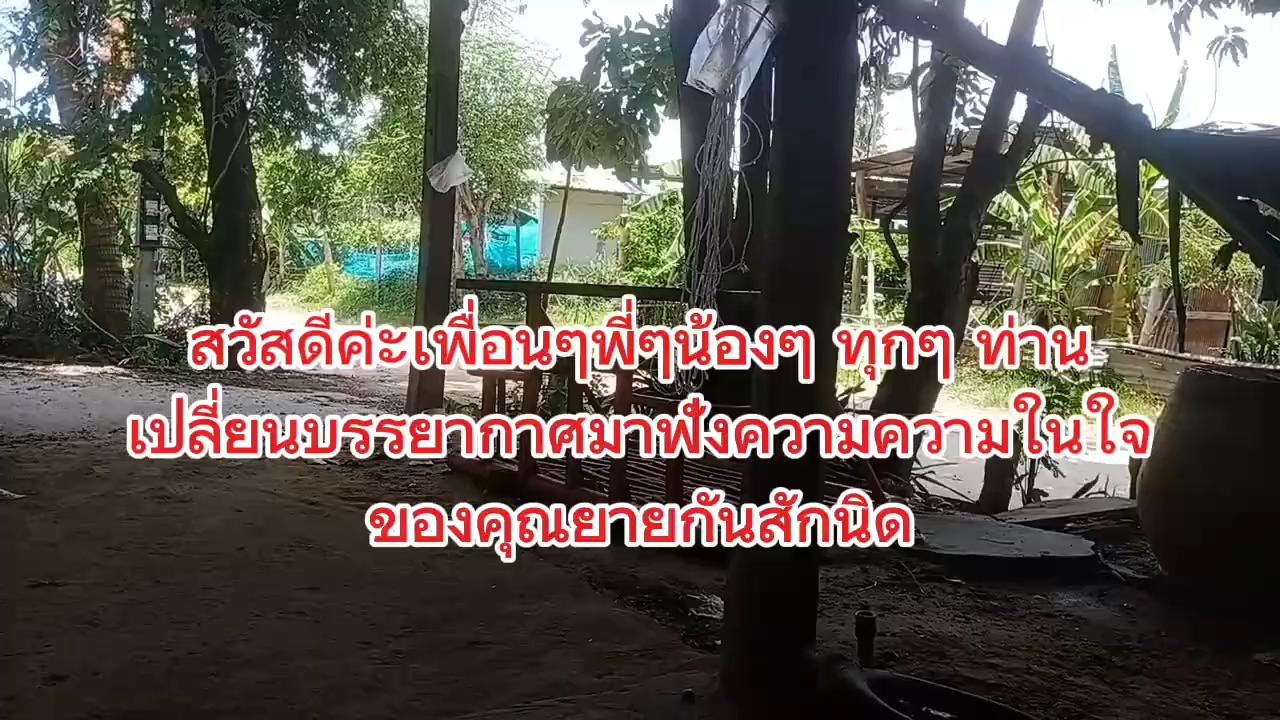 สวัสดีค่ะเพื่อนๆพี่ๆน้องๆ ทุกๆ ท่าน
เปลี่ยนบรรยากาศมาฟังความความในใจ
ของคุณยายกันสักนิด